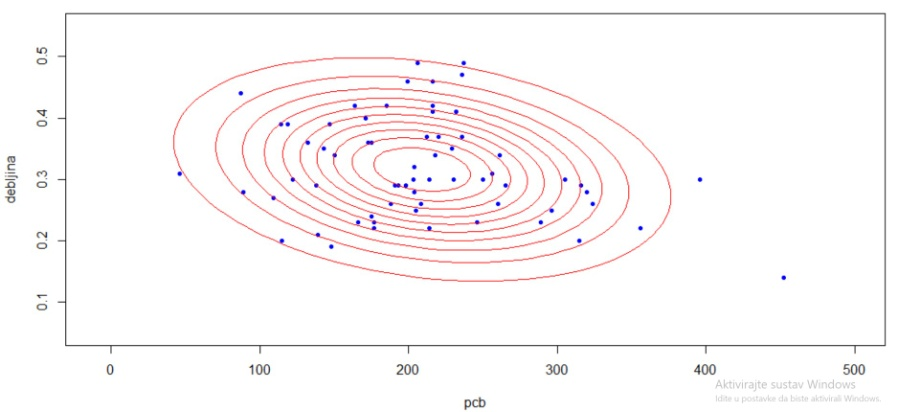 0.5
0.4
debljina
0.3
0.2
0.1
0 100 200 300 400 500
pcb
Aktivirajte sustav Windows
Idite u postavke da biste aktivirali Windows.